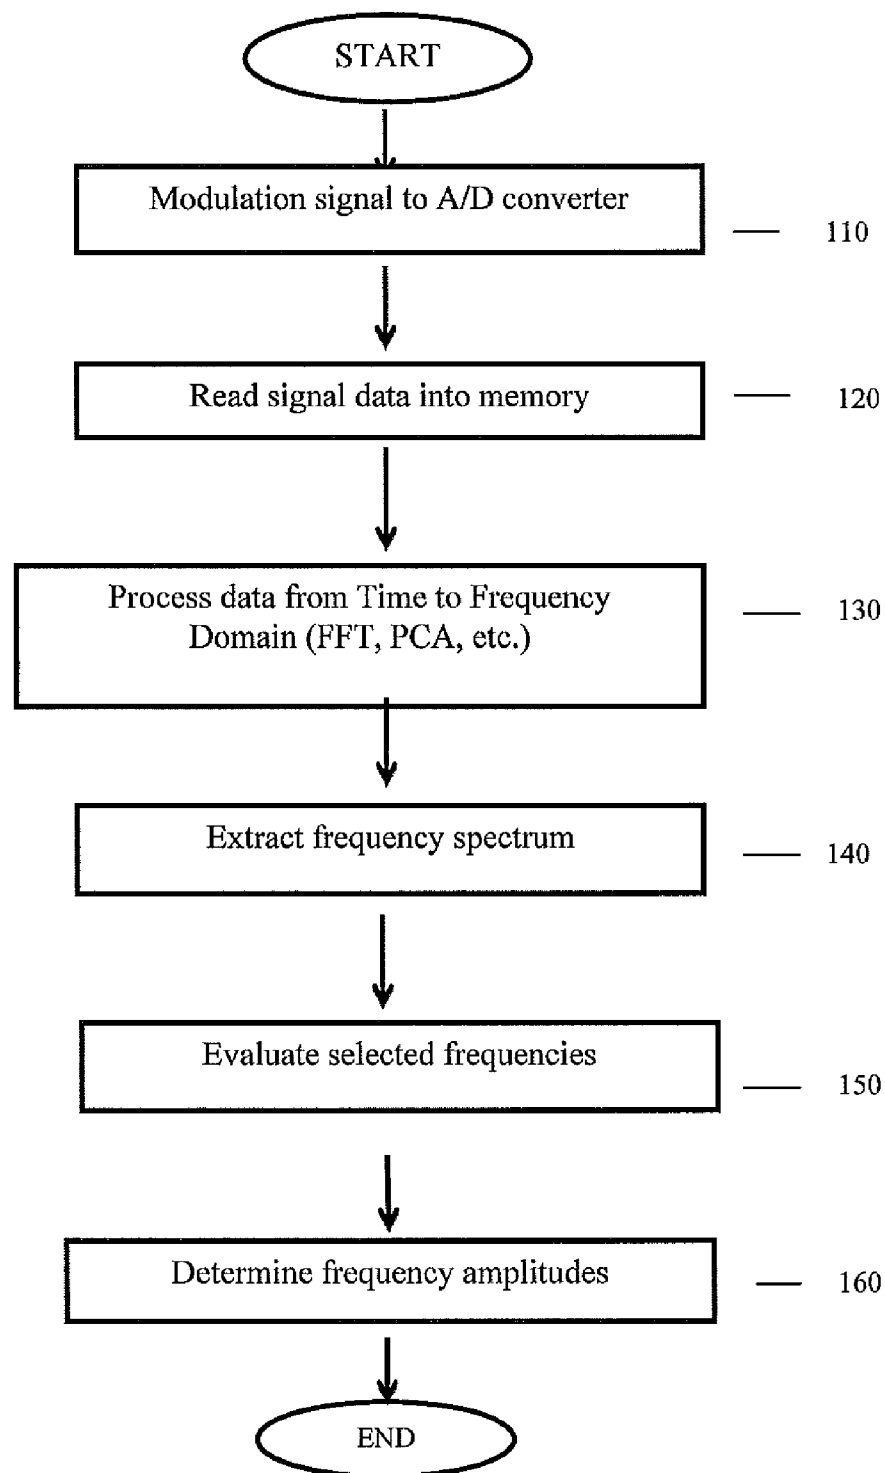 START
Modulation signal to A/D converter
110
Read signal data into memory
120
Process data from Time to Frequency
Domain (FFT, PCA, etc.)
130
Extract frequency spectrum
140
Evaluate selected frequencies
150
Determine frequency amplitudes
160
END